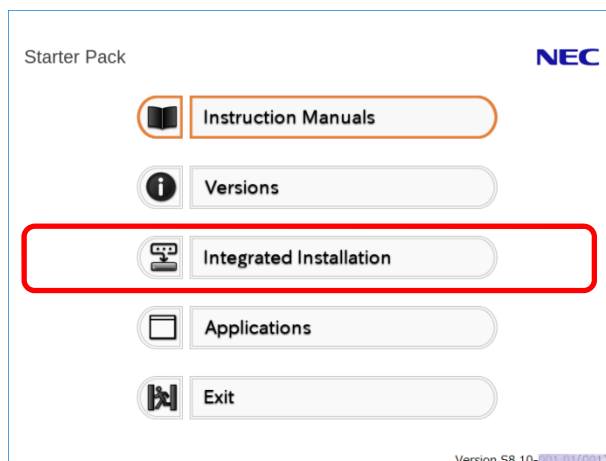 Starter Pack
NEC
Instruction Manuals
Versions
Integrated Installation
Applications
Exit
Version S8.10-